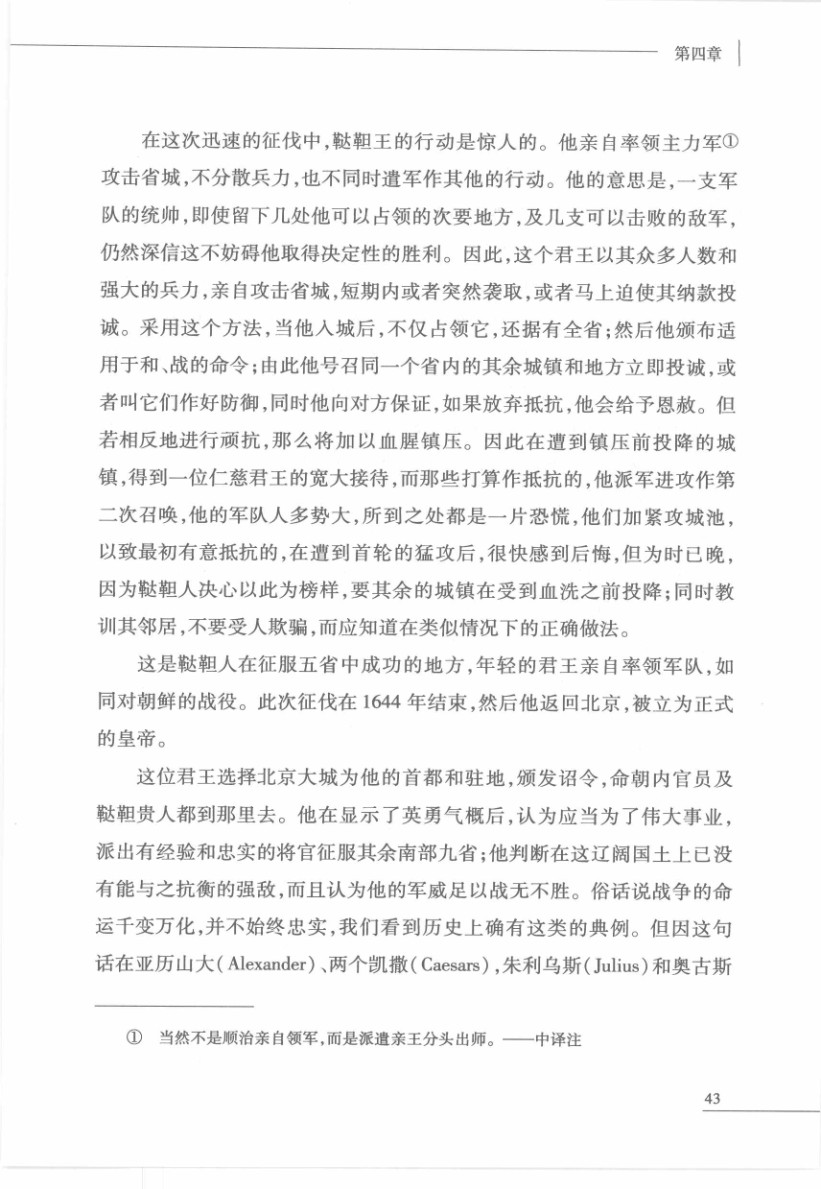 第四章
在这次迅速的征伐中,鞑靼王的行动是惊人的。他亲自率领主力军①
攻击省城,不分散兵力,也不同时遣军作其他的行动。他的意思是,一支军
队的统帅,即使留下几处他可以占领的次要地方,及几支可以击败的敌军,
仍然深信这不妨碍他取得决定性的胜利。因此,这个君王以其众多人数和
强大的兵力,亲自攻击省城,短期内或者突然袭取,或者马上迫使其纳款投
诚。采用这个方法,当他入城后,不仅占领它,还据有全省;然后他颁布适
用于和、战的命令;由此他号召同一个省内的其余城镇和地方立即投诚,或
者叫它们作好防御,同时他向对方保证,如果放弃抵抗,他会给予恩赦。但
若相反地进行顽抗,那么将加以血腥镇压。因此在遭到镇压前投降的城
镇,得到一位仁慈君王的宽大接待,而那些打算作抵抗的,他派军进攻作第
二次召唤,他的军队人多势大,所到之处都是一片恐慌,他们加紧攻城池,
以致最初有意抵抗的,在遭到首轮的猛攻后,很快感到后悔,但为时已晚,
因为鞑靼人决心以此为榜样,要其余的城镇在受到血洗之前投降;同时教
训其邻居,不要受人欺骗,而应知道在类似情况下的正确做法。
这是鞑靼人在征服五省中成功的地方,年轻的君王亲自率领军队,如
同对朝鲜的战役。此次征伐在 1644 年结束,然后他返回北京,被立为正式
的皇帝。
这位君王选择北京大城为他的首都和驻地,颁发诏令,命朝内官员及
鞑靼贵人都到那里去。他在显示了英勇气概后,认为应当为了伟大事业,
派出有经验和忠实的将官征服其余南部九省;他判断在这辽阔国土上已没
有能与之抗衡的强敌,而且认为他的军威足以战无不胜。俗话说战争的命
运千变万化,并不始终忠实,我们看到历史上确有这类的典例。但因这句
话在亚历山大(Alexander)、两个凯撒(Caesars),朱利乌斯(Julius)和奥古斯
① 当然不是顺治亲自领军,而是派遣亲王分头出师。——中译注
43